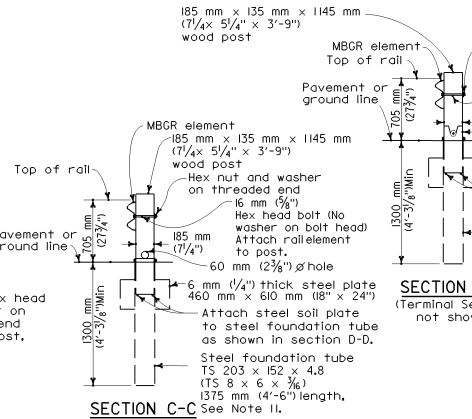 185 mm x 135 mm x 1145 mm
(7¼x 5¼" x 3'-9")
wood post
MBGR element
Top of rail
Pavement or
ground line
705 mm
(27¾")
1300 mm
(4'-3⅛")Min
SECTION
(Terminal Se
not show
MBGR element
185 mm x 135 mm x 1145 mm
(7¼x 5¼" x 3'-9")
wood post
Top of rail
Hex nut and washer
on threaded end
16 mm (⅝")
Hex head bolt (No
washer on bolt head)
Attach rail element
to post.
705 mm
(27¾")
185 mm
(7¼")
avement or
round line
60 mm (2⅜") Ø hole
6 mm (¼") thick steel plate
460 mm x 610 mm (18" x 24")
x head
t on
end
post.
1300 mm
(4'-3⅛")Min
Attach steel soil plate
to steel foundation tube
as shown in section D-D.
Steel foundation tube
TS 203 x 152 x 4.8
(TS 8 x 6 x 3/16)
1375 mm (4'-6") length.
See Note 11.
SECTION C-C